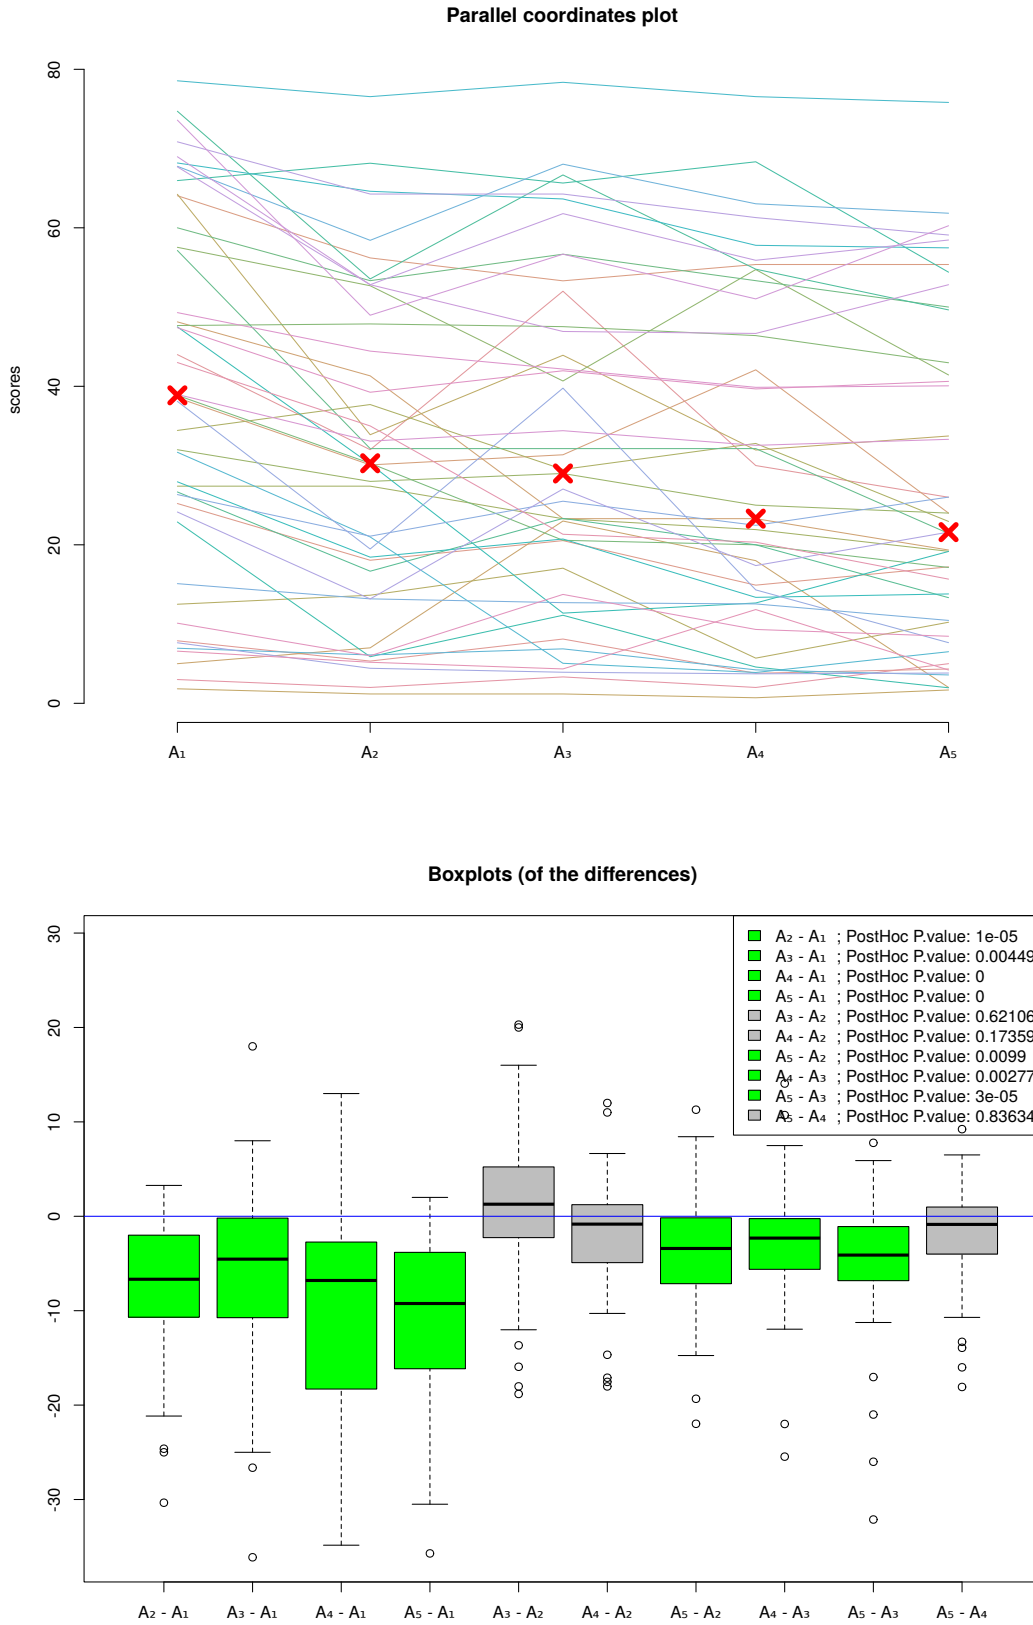 Parallel coordinates plot
scores
80
60
40
20
0
A₁ A₂ A₃ A₄ A₅
Boxplots (of the differences)
30
20
10
0
-10
-20
-30
A₂ - A₁ ; PostHoc P.value: 1e-05
A₃ - A₁ ; PostHoc P.value: 0.00449
A₄ - A₁ ; PostHoc P.value: 0
A₅ - A₁ ; PostHoc P.value: 0
A₃ - A₂ ; PostHoc P.value: 0.62106
A₄ - A₂ ; PostHoc P.value: 0.17359
A₅ - A₂ ; PostHoc P.value: 0.0099
A₄ - A₃ ; PostHoc P.value: 0.00277
A₅ - A₃ ; PostHoc P.value: 3e-05
A₅ - A₄ ; PostHoc P.value: 0.83634
A₂ - A₁ A₃ - A₁ A₄ - A₁ A₅ - A₁ A₃ - A₂ A₄ - A₂ A₅ - A₂ A₄ - A₃ A₅ - A₃ A₅ - A₄